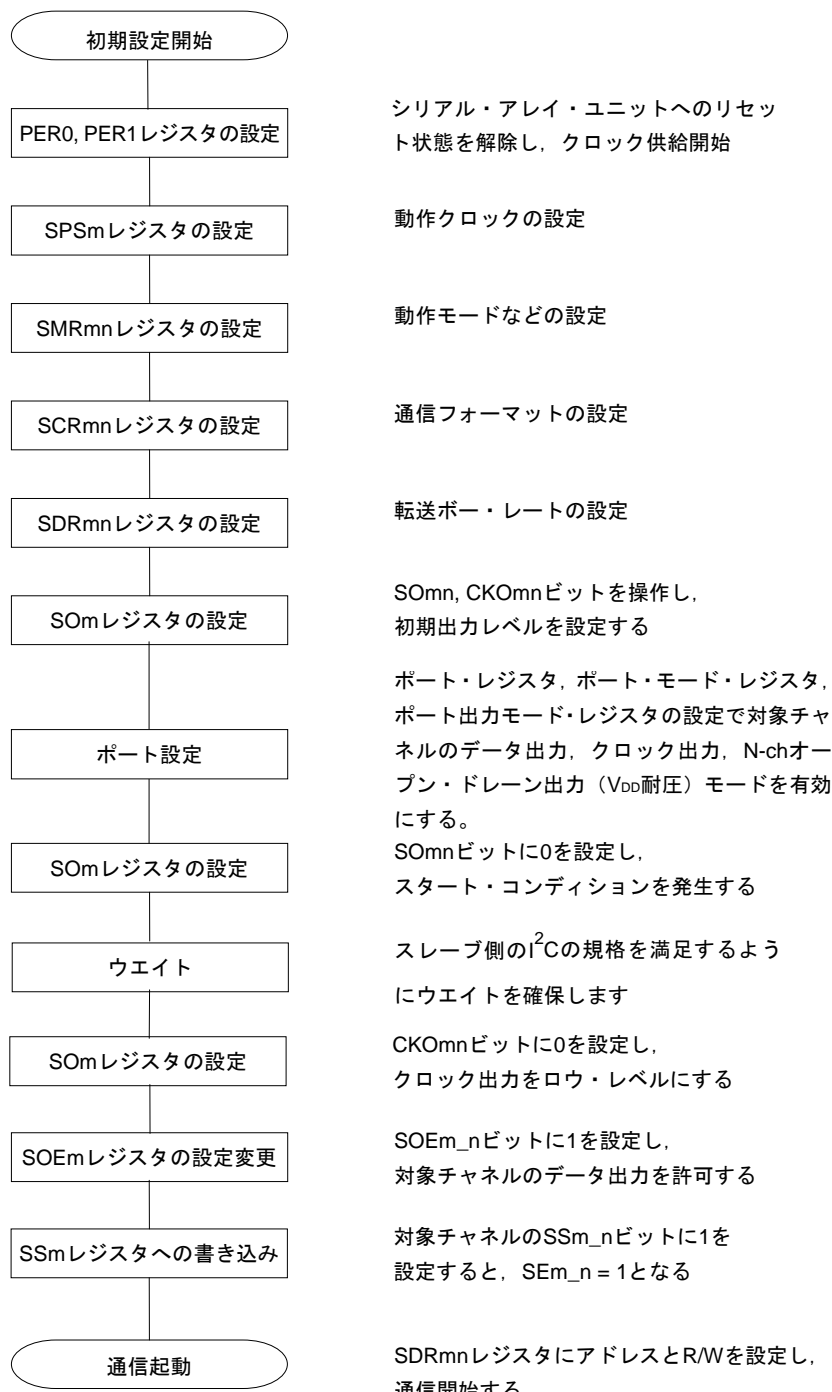 初期設定開始
PER0, PER1レジスタの設定
シリアル・アレイ・ユニットへのリセッ
ト状態を解除し，クロック供給開始
SPSmレジスタの設定
動作クロックの設定
SMRmnレジスタの設定
動作モードなどの設定
SCRmnレジスタの設定
通信フォーマットの設定
SDRmnレジスタの設定
転送ボー・レートの設定
SOmレジスタの設定
SOmn, CKOmnビットを操作し，
初期出力レベルを設定する
ポート設定
ポート・レジスタ，ポート・モード・レジスタ，
ポート出力モード・レジスタの設定で対象チャ
ネルのデータ出力，クロック出力，N-chオー
プン・ドレーン出力（VDD耐圧）モードを有効
にする。
SOmレジスタの設定
SOmnビットに0を設定し，
スタート・コンディションを発生する
ウエイト
スレーブ側のI2Cの規格を満足するよう
にウエイトを確保します
SOmレジスタの設定
CKOmnビットに0を設定し，
クロック出力をロウ・レベルにする
SOEmレジスタの設定変更
SOEm_nビットに1を設定し，
対象チャネルのデータ出力を許可する
SSmレジスタへの書き込み
対象チャネルのSSm_nビットに1を
設定すると，SEm_n = 1となる
通信起動
SDRmnレジスタにアドレスとR/Wを設定し，
通信開始する